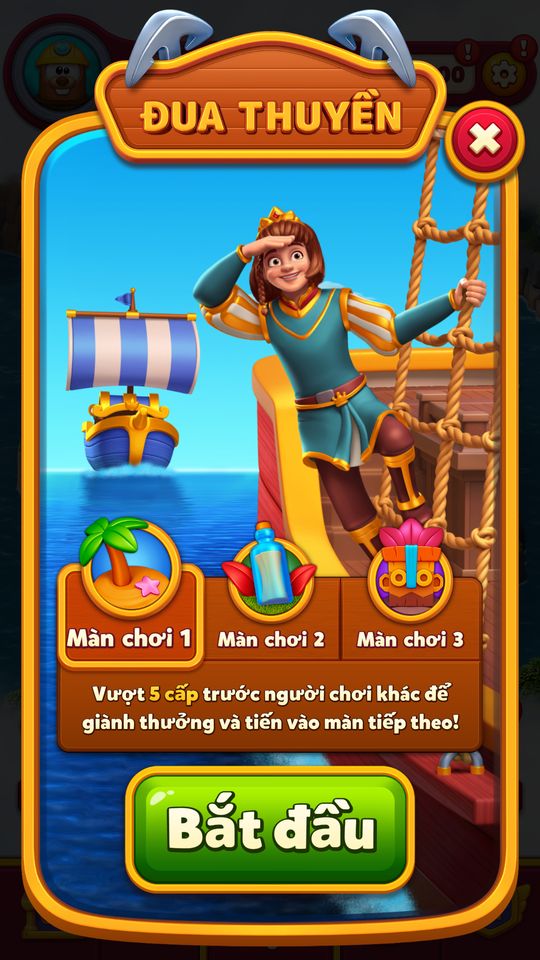 ĐUA THUYỀN
Màn chơi 1
Màn chơi 2
Màn chơi 3
Vượt 5 cấp trước người chơi khác để
giành thưởng và tiến vào màn tiếp theo!
Bắt đầu